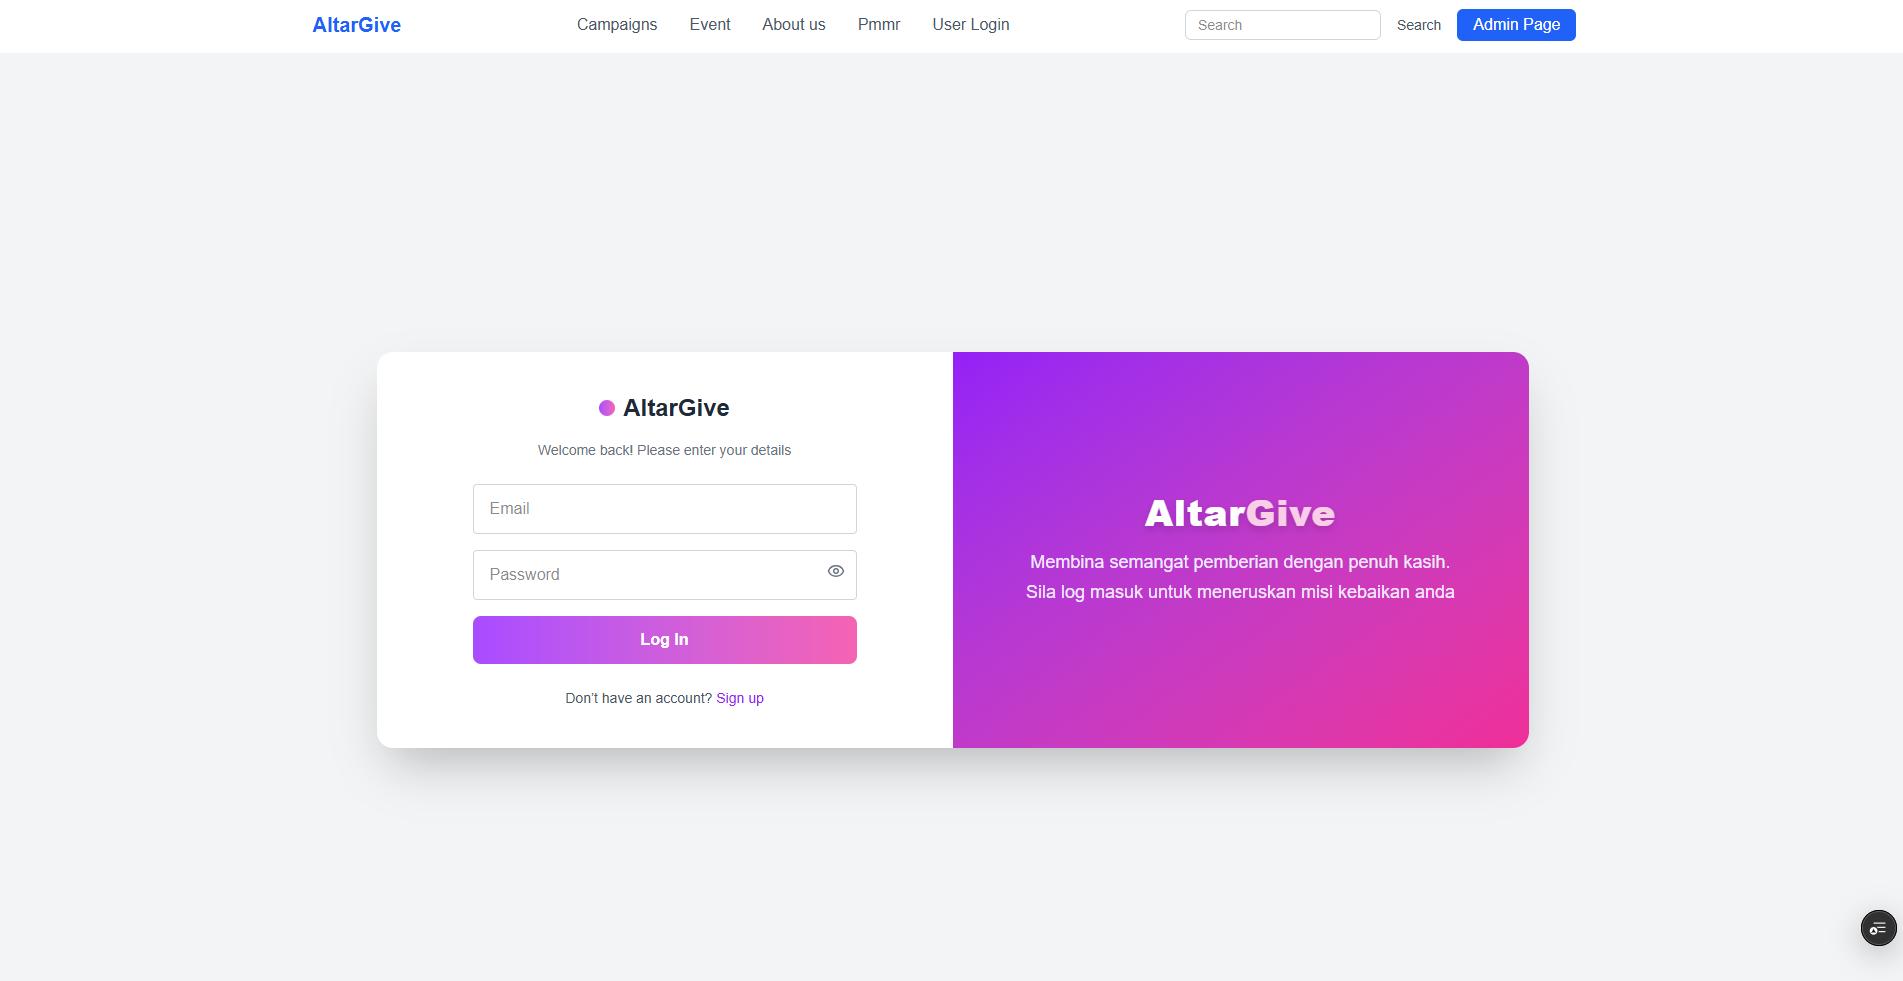 AltarGive
Campaigns Event About us Pmmr User Login
Search Search Admin Page
AltarGive
Welcome back! Please enter your details
Email
Password
Log In
Don’t have an account? Sign up
AltarGive
Membina semangat pemberian dengan penuh kasih.
Sila log masuk untuk meneruskan misi kebaikan anda